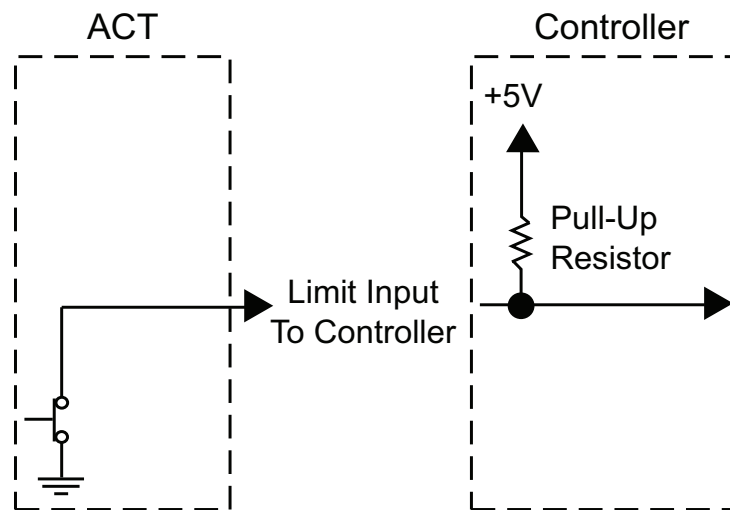 ACT
Controller
+5V
Pull-Up
Resistor
Limit Input
To Controller